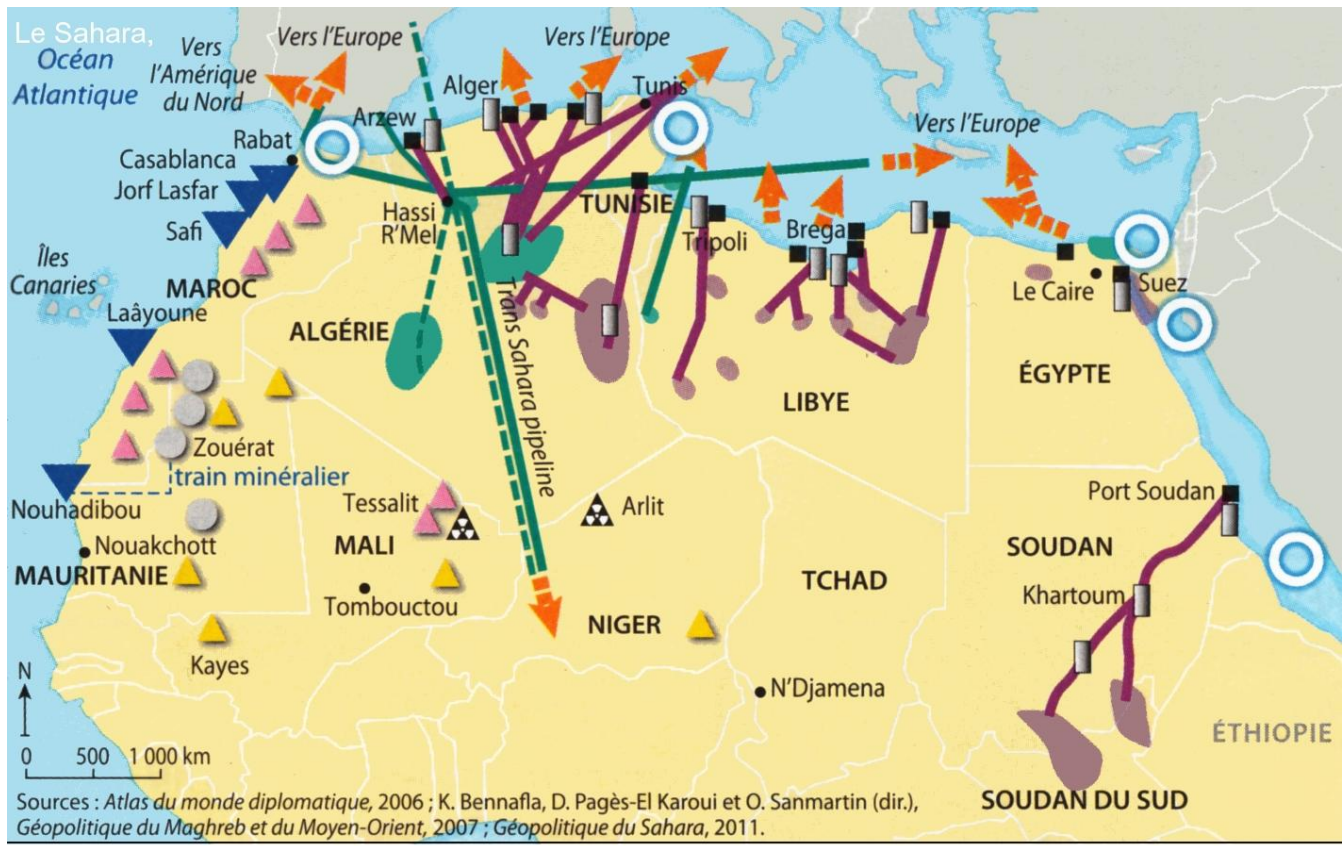 Le Sahara,
Océan
Atlantique
Vers
l'Amérique
du Nord
Vers l'Europe
Vers l'Europe
Alger
Tunis
Arzew
Vers l'Europe
Rabat
Casablanca
Jorf Lasfar
Safi
Hassi
R'Mel
TUNISIE
Tripoli
Brega
Îles
Canaries
MAROC
Le Caire
Suez
Laâyoune
ALGÉRIE
Trans Sahara pipeline
LIBYE
ÉGYPTE
Zouérat
train minéralier
Nouhadibou
Tessalit
Arlit
Port Soudan
Nouakchott
MALI
SOUDAN
MAURITANIE
Tombouctou
TCHAD
Khartoum
NIGER
Kayes
N
N'Djamena
ÉTHIOPIE
0 500 1 000 km
SOUDAN DU SUD
Sources : Atlas du monde diplomatique, 2006 ; K. Bennafla, D. Pagès-El Karoui et O. Sanmartin (dir.),
Géopolitique du Maghreb et du Moyen-Orient, 2007 ; Géopolitique du Sahara, 2011.